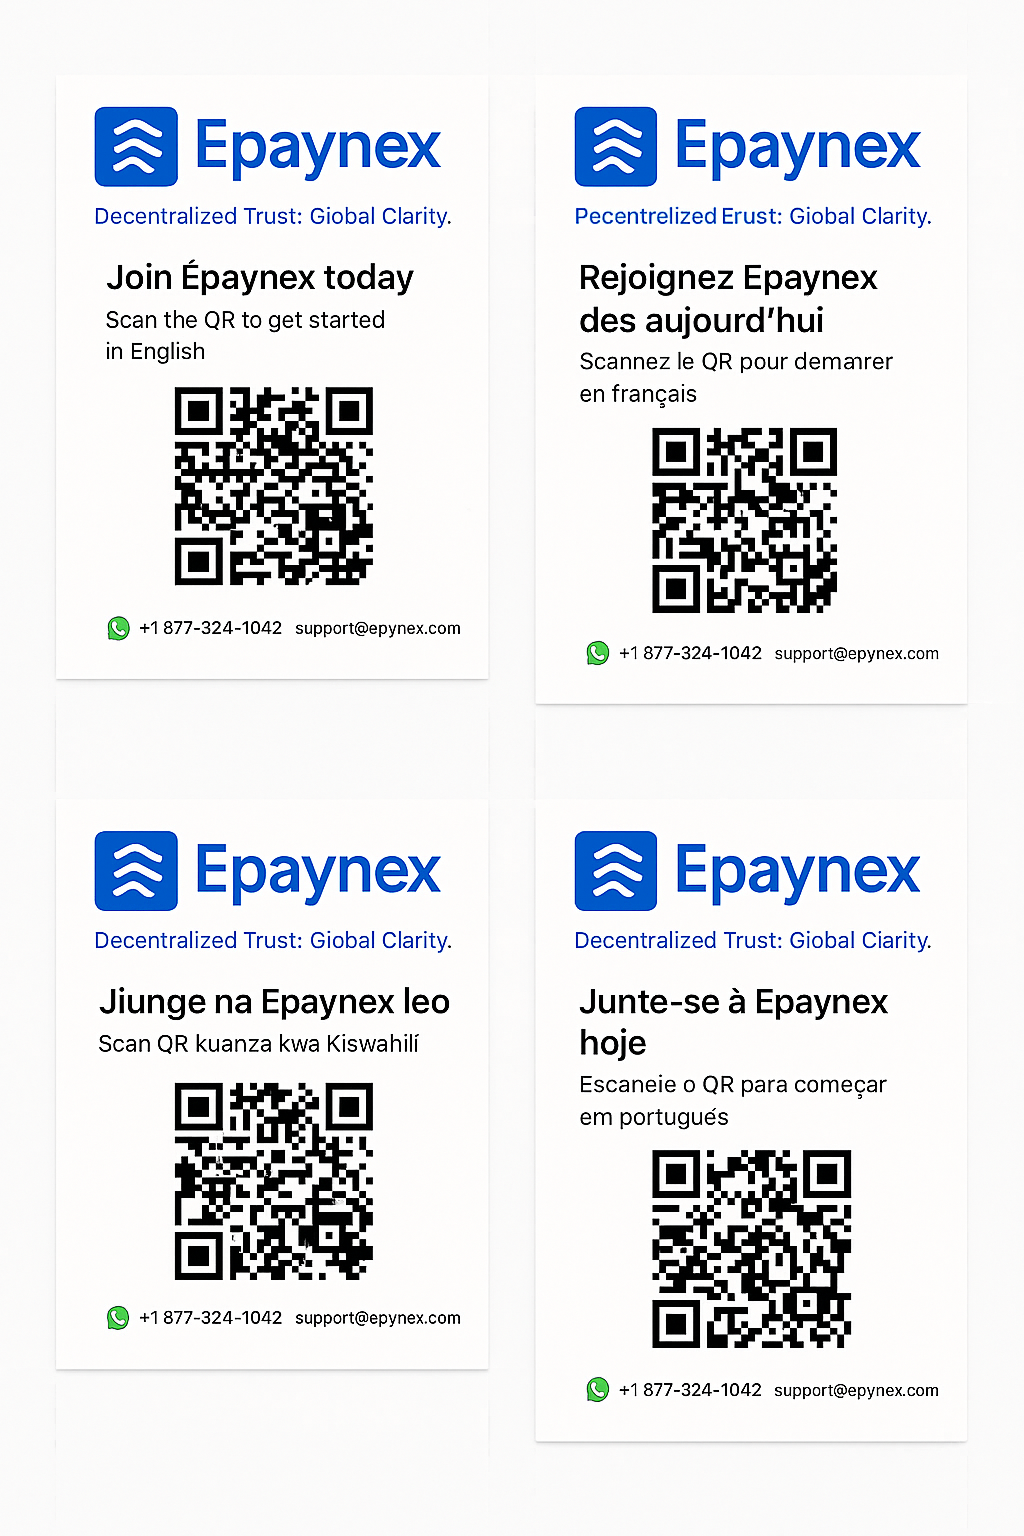 Epaynex
Decentralized Trust: Giobal Clarity.
Join Épaynex today
Scan the QR to get started
in English
+1 877-324-1042 support@epynex.com
Epaynex
Pecentrelized Erust: Global Clarity.
Rejoignez Epaynex
des aujourd’hui
Scannez le QR pour demarrer
en français
+1 877-324-1042 support@epynex.com
Epaynex
Decentralized Trust: Giobal Clarity.
Jiunge na Epaynex leo
Scan QR kuanza kwa Kiswahilí
+1 877-324-1042 support@epynex.com
Epaynex
Decentralized Trust: Global Ciarity.
Junte-se à Epaynex
hoje
Escaneie o QR para começar
em portugués
+1 877-324-1042 support@epynex.com